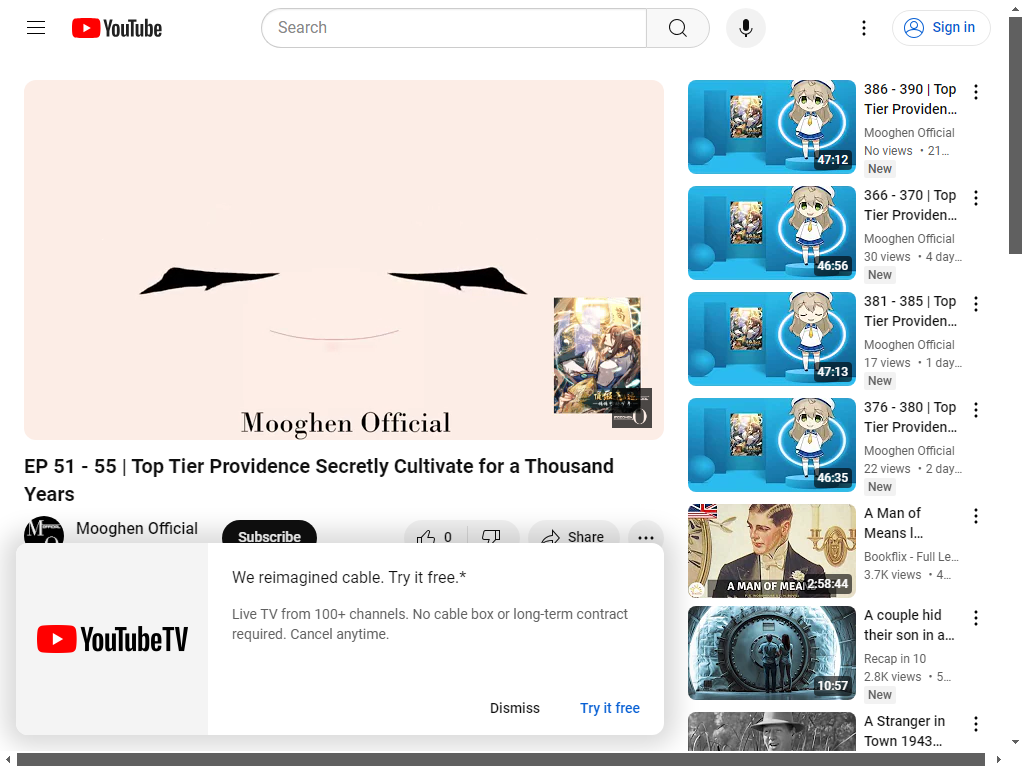 YouTube
Search
Sign in
Mooghen Official
EP 51 - 55 | Top Tier Providence Secretly Cultivate for a Thousand
Years
Mooghen Official
Subscribe
0
Share
We reimagined cable. Try it free.*
Live TV from 100+ channels. No cable box or long-term contract
required. Cancel anytime.
YouTubeTV
Dismiss
Try it free
47:12
386 - 390 | Top
Tier Providen...
Mooghen Official
No views • 21...
New
46:56
366 - 370 | Top
Tier Providen...
Mooghen Official
30 views • 4 day...
New
47:13
381 - 385 | Top
Tier Providen...
Mooghen Official
17 views • 1 day...
New
46:35
376 - 380 | Top
Tier Providen...
Mooghen Official
22 views • 2 day...
New
A MAN OF
2:58:44
A Man of
Means I...
Bookflix - Full Le...
3.7K views • 4...
10:57
A couple hid
their son in a...
Recap in 10
2.8K views • 5...
New
A Stranger in
Town 1943...